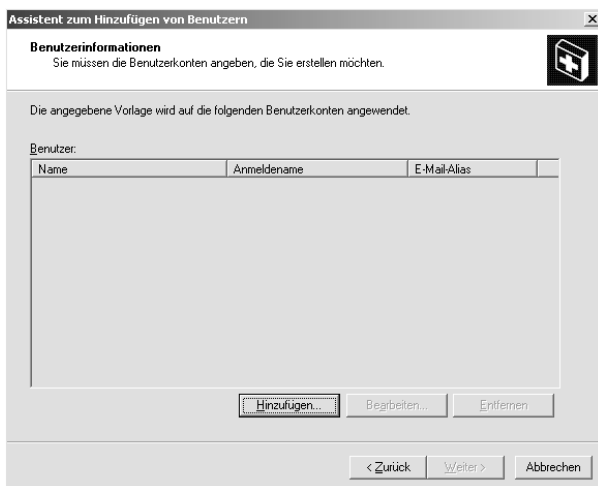 Assistent zum Hinzufügen von Benutzern
Benutzerinformationen
Sie müssen die Benutzerkonten angeben, die Sie erstellen möchten.
Die angegebene Vorlage wird auf die folgenden Benutzerkonten angewendet.
Benutzer:
Name Anmeldename E-Mail-Alias
Hinzufügen... Bearbeiten... Entfernen
< Zurück Weiter > Abbrechen